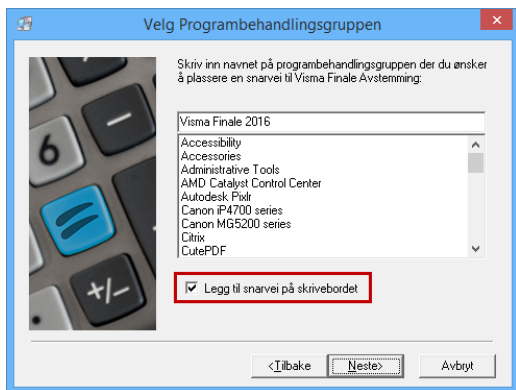 Velg Programbehandlingsgruppen
Skriv inn navnet på programbehandlingsgruppen der du ønsker
å plassere en snarvei til Visma Finale Avstemming:
Visma Finale 2016
Accessibility
Accessories
Administrative Tools
AMD Catalyst Control Center
Autodesk Pixlr
Canon iP4700 series
Canon MG5200 series
Citrix
CutePDF
6
-
+/-
Legg til snarvei på skrivebordet
<Tilbake
Neste>
Avbryt